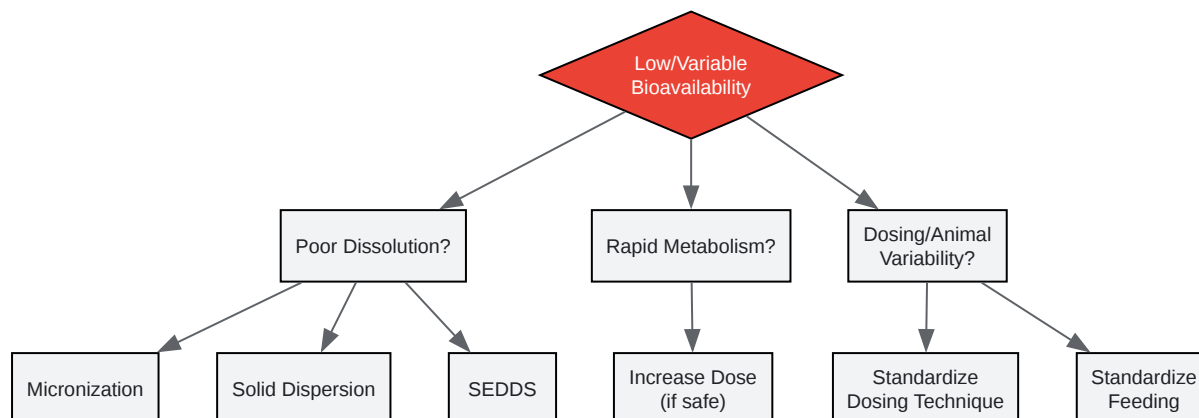 Low/Variable
Bioavailability
Poor Dissolution?
Rapid Metabolism?
Dosing/Animal
Variability?
Micronization
Solid Dispersion
SEDDS
Increase Dose
(if safe)
Standardize
Dosing Technique
Standardize
Feeding